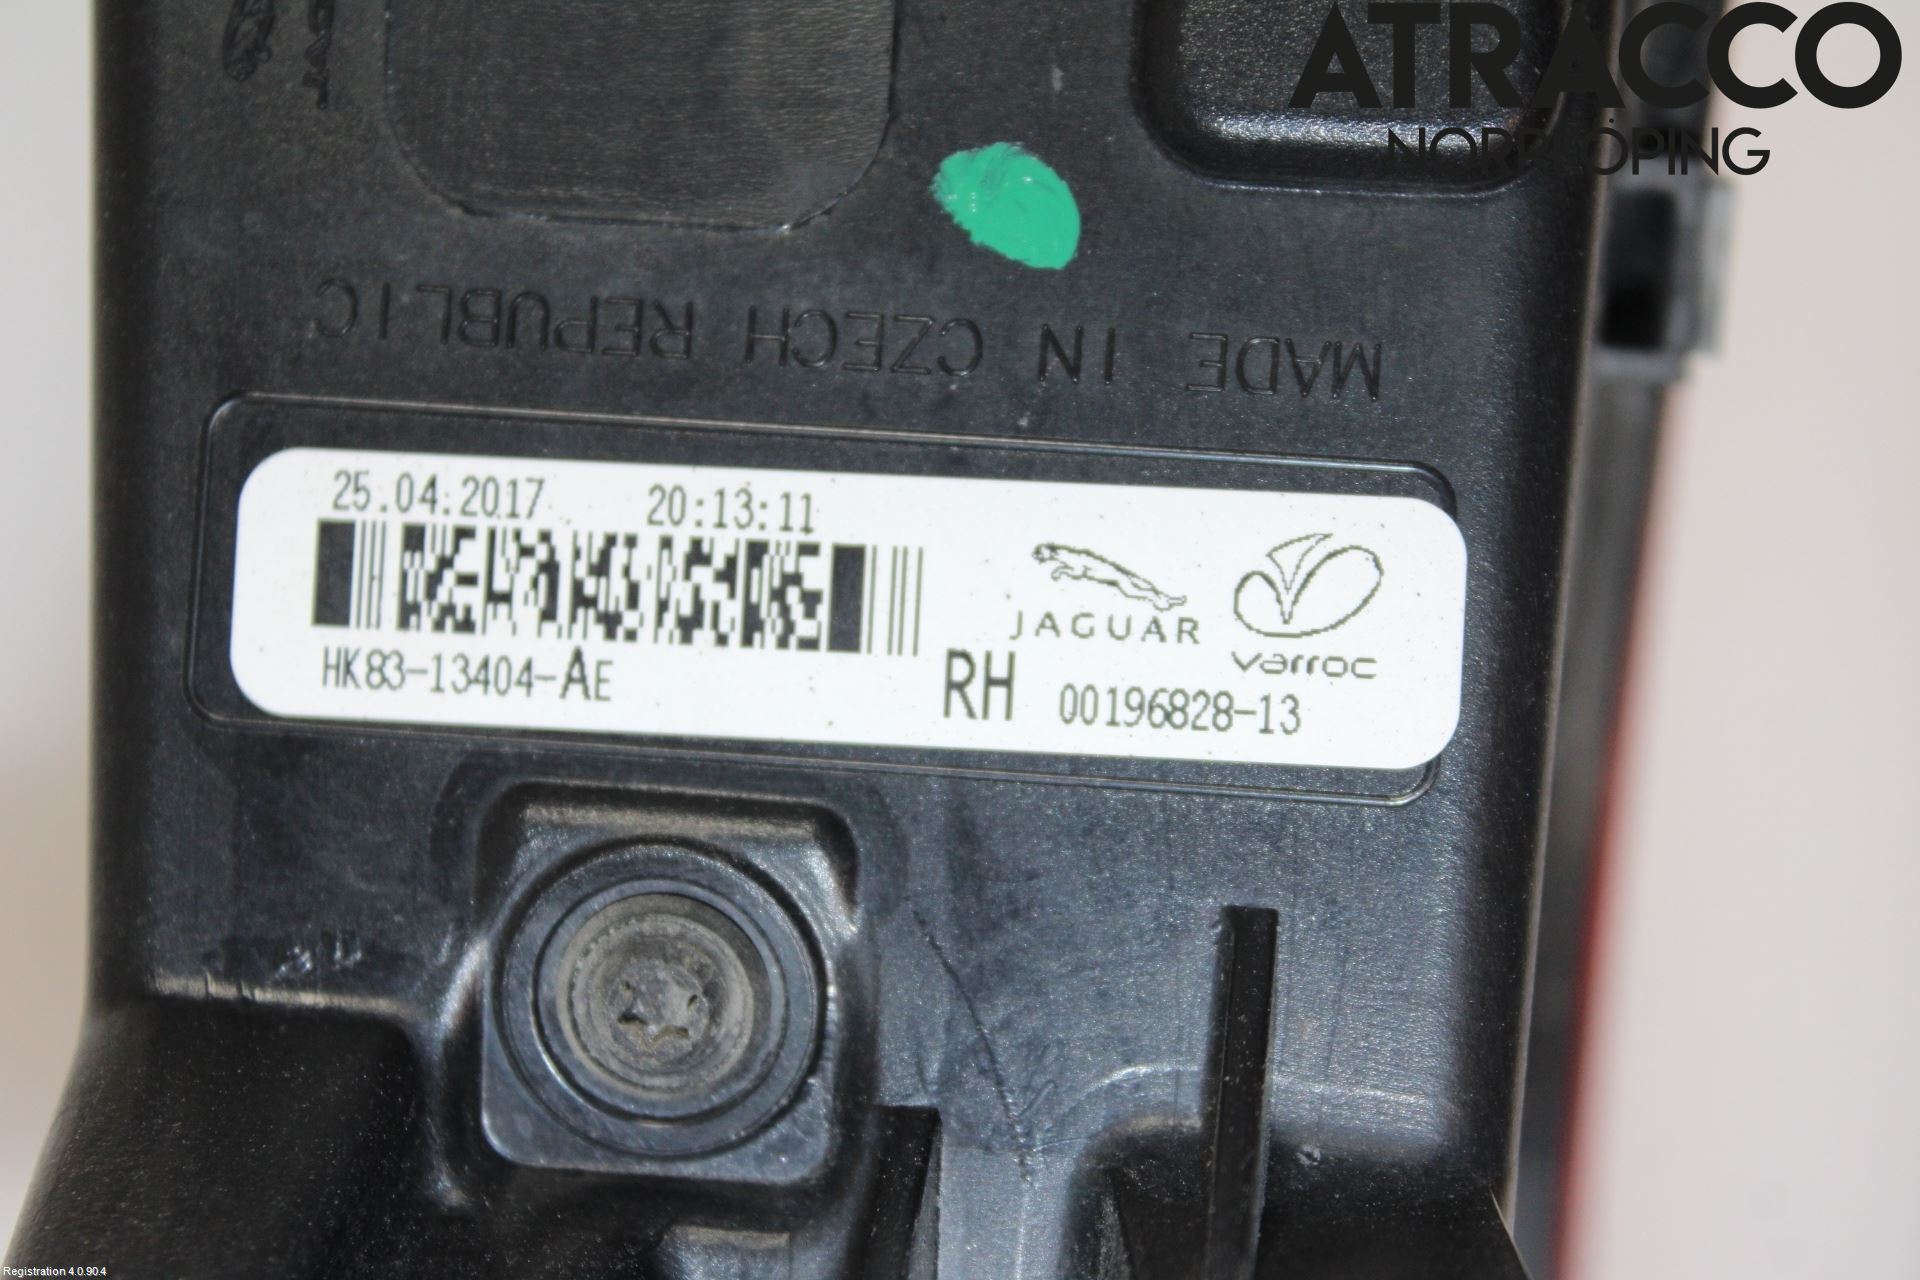 ATRACCO
NORRKÖPING
MADE IN CZECH REPUBLIC
25.04.2017 20:13:11
JAGUAR
varroc
HK83-13404-AE
RH 00196828-13
Registration 4.0.90.4